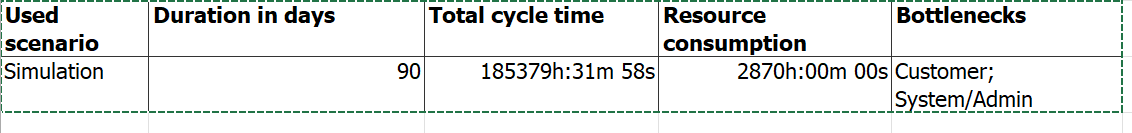 Used scenario Duration in days Total cycle time Resource consumption Bottlenecks
Simulation 90 185379h:31m 58s 2870h:00m 00s Customer; System/Admin